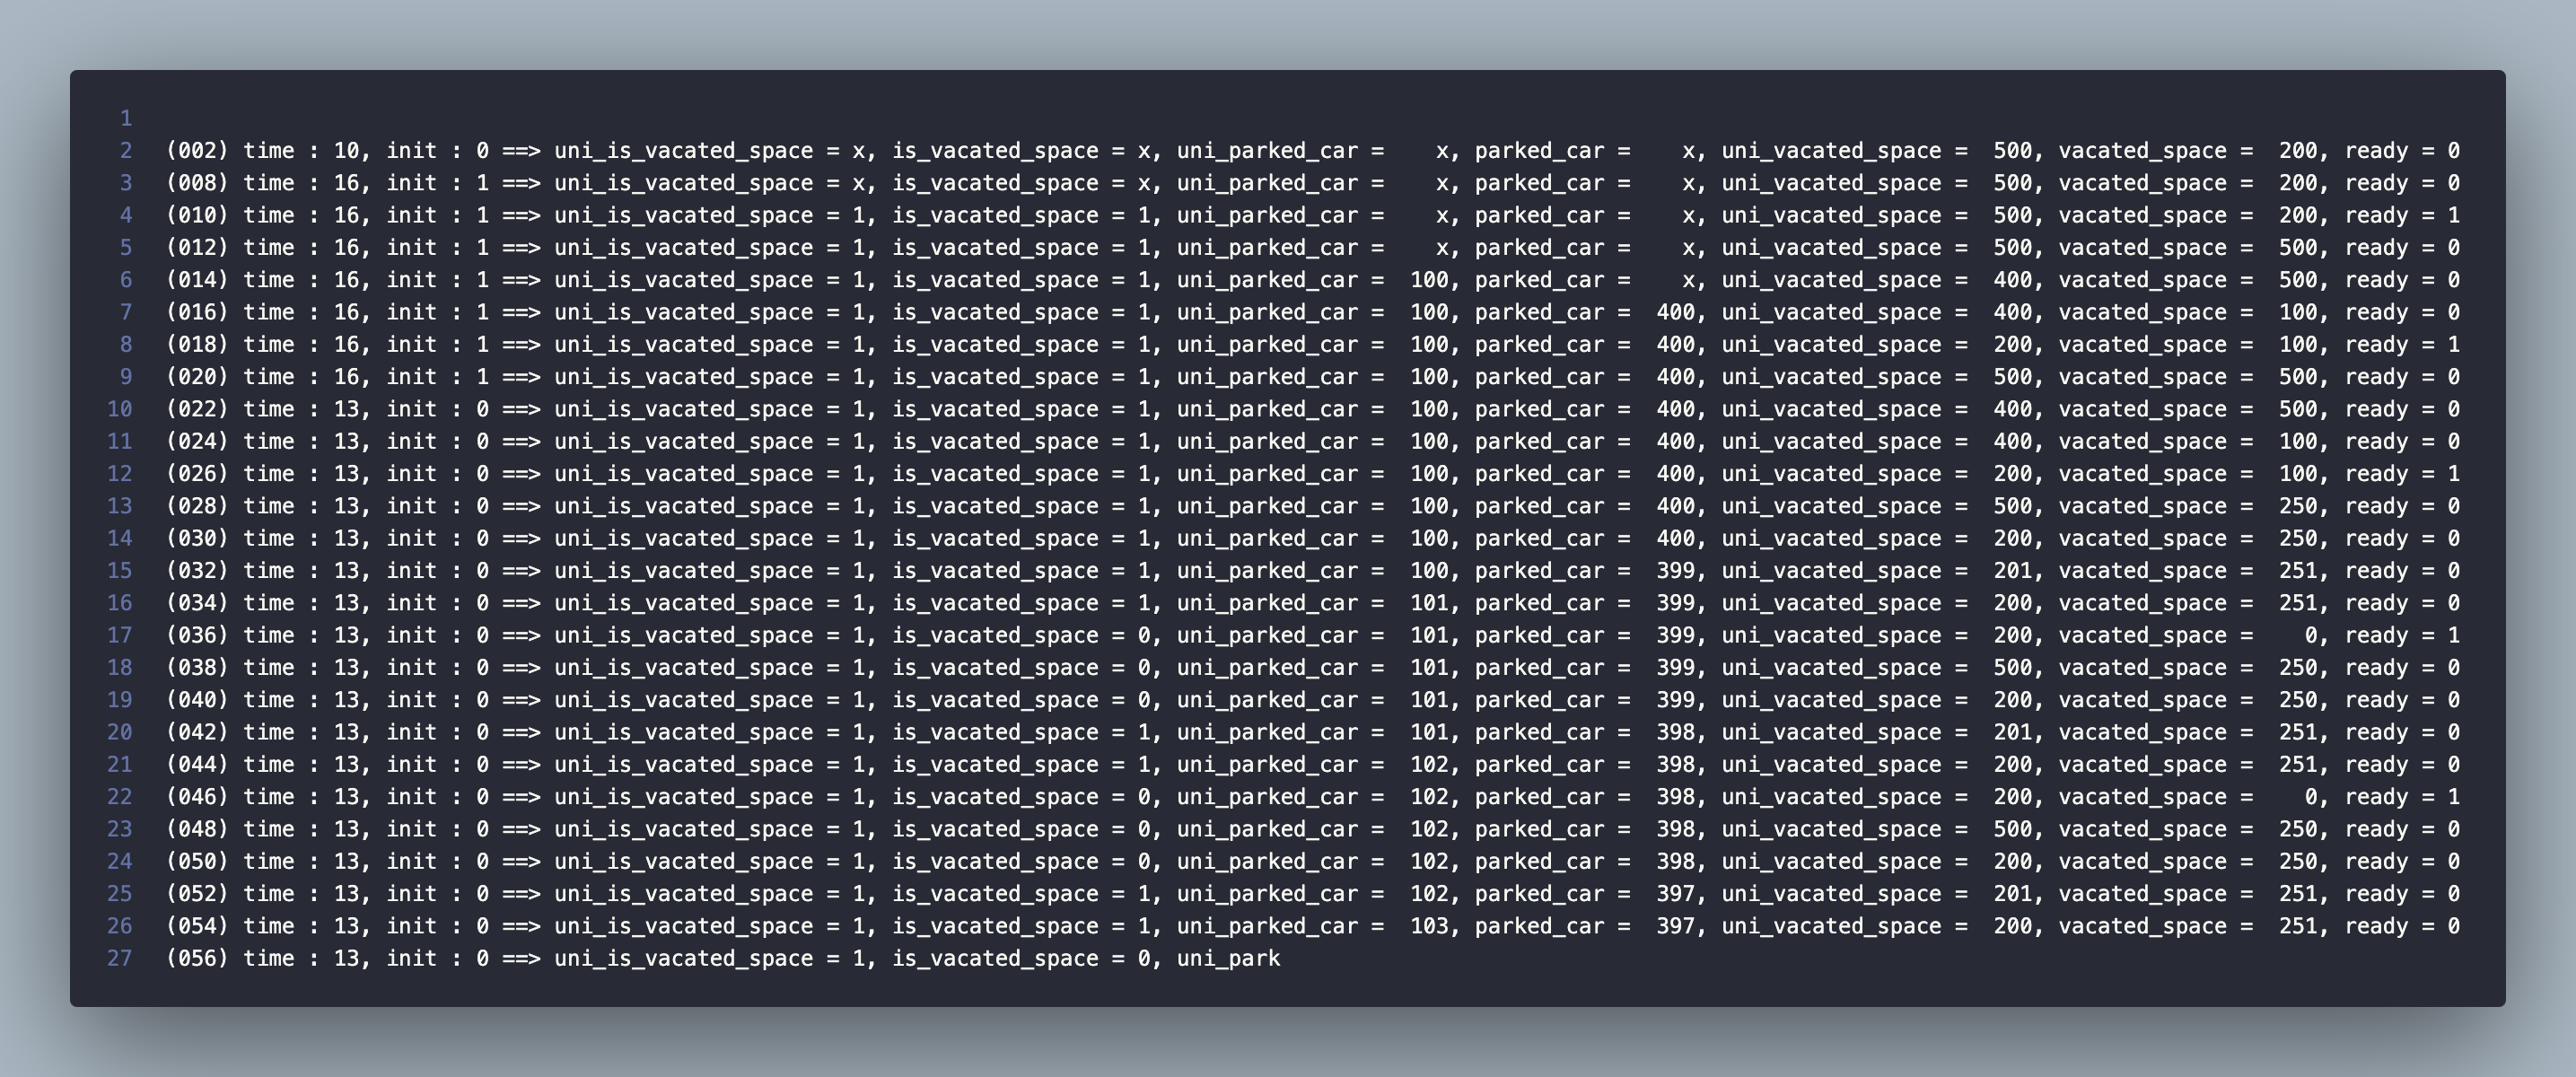 1
2 (002) time : 10, init : 0 ==> uni_is_vacated_space = x, is_vacated_space = x, uni_parked_car =    x, parked_car =    x, uni_vacated_space =  500, vacated_space =  200, ready = 0
3 (008) time : 16, init : 1 ==> uni_is_vacated_space = x, is_vacated_space = x, uni_parked_car =    x, parked_car =    x, uni_vacated_space =  500, vacated_space =  200, ready = 0
4 (010) time : 16, init : 1 ==> uni_is_vacated_space = 1, is_vacated_space = 1, uni_parked_car =    x, parked_car =    x, uni_vacated_space =  500, vacated_space =  200, ready = 1
5 (012) time : 16, init : 1 ==> uni_is_vacated_space = 1, is_vacated_space = 1, uni_parked_car =    x, parked_car =    x, uni_vacated_space =  500, vacated_space =  500, ready = 0
6 (014) time : 16, init : 1 ==> uni_is_vacated_space = 1, is_vacated_space = 1, uni_parked_car =  100, parked_car =    x, uni_vacated_space =  400, vacated_space =  500, ready = 0
7 (016) time : 16, init : 1 ==> uni_is_vacated_space = 1, is_vacated_space = 1, uni_parked_car =  100, parked_car =  400, uni_vacated_space =  400, vacated_space =  100, ready = 0
8 (018) time : 16, init : 1 ==> uni_is_vacated_space = 1, is_vacated_space = 1, uni_parked_car =  100, parked_car =  400, uni_vacated_space =  200, vacated_space =  100, ready = 1
9 (020) time : 16, init : 1 ==> uni_is_vacated_space = 1, is_vacated_space = 1, uni_parked_car =  100, parked_car =  400, uni_vacated_space =  500, vacated_space =  500, ready = 0
10 (022) time : 13, init : 0 ==> uni_is_vacated_space = 1, is_vacated_space = 1, uni_parked_car =  100, parked_car =  400, uni_vacated_space =  400, vacated_space =  500, ready = 0
11 (024) time : 13, init : 0 ==> uni_is_vacated_space = 1, is_vacated_space = 1, uni_parked_car =  100, parked_car =  400, uni_vacated_space =  400, vacated_space =  100, ready = 0
12 (026) time : 13, init : 0 ==> uni_is_vacated_space = 1, is_vacated_space = 1, uni_parked_car =  100, parked_car =  400, uni_vacated_space =  200, vacated_space =  100, ready = 1
13 (028) time : 13, init : 0 ==> uni_is_vacated_space = 1, is_vacated_space = 1, uni_parked_car =  100, parked_car =  400, uni_vacated_space =  500, vacated_space =  250, ready = 0
14 (030) time : 13, init : 0 ==> uni_is_vacated_space = 1, is_vacated_space = 1, uni_parked_car =  100, parked_car =  400, uni_vacated_space =  200, vacated_space =  250, ready = 0
15 (032) time : 13, init : 0 ==> uni_is_vacated_space = 1, is_vacated_space = 1, uni_parked_car =  100, parked_car =  399, uni_vacated_space =  201, vacated_space =  251, ready = 0
16 (034) time : 13, init : 0 ==> uni_is_vacated_space = 1, is_vacated_space = 1, uni_parked_car =  101, parked_car =  399, uni_vacated_space =  200, vacated_space =  251, ready = 0
17 (036) time : 13, init : 0 ==> uni_is_vacated_space = 1, is_vacated_space = 0, uni_parked_car =  101, parked_car =  399, uni_vacated_space =  200, vacated_space =    0, ready = 1
18 (038) time : 13, init : 0 ==> uni_is_vacated_space = 1, is_vacated_space = 0, uni_parked_car =  101, parked_car =  399, uni_vacated_space =  500, vacated_space =  250, ready = 0
19 (040) time : 13, init : 0 ==> uni_is_vacated_space = 1, is_vacated_space = 0, uni_parked_car =  101, parked_car =  399, uni_vacated_space =  200, vacated_space =  250, ready = 0
20 (042) time : 13, init : 0 ==> uni_is_vacated_space = 1, is_vacated_space = 1, uni_parked_car =  101, parked_car =  398, uni_vacated_space =  201, vacated_space =  251, ready = 0
21 (044) time : 13, init : 0 ==> uni_is_vacated_space = 1, is_vacated_space = 1, uni_parked_car =  102, parked_car =  398, uni_vacated_space =  200, vacated_space =  251, ready = 0
22 (046) time : 13, init : 0 ==> uni_is_vacated_space = 1, is_vacated_space = 0, uni_parked_car =  102, parked_car =  398, uni_vacated_space =  200, vacated_space =    0, ready = 1
23 (048) time : 13, init : 0 ==> uni_is_vacated_space = 1, is_vacated_space = 0, uni_parked_car =  102, parked_car =  398, uni_vacated_space =  500, vacated_space =  250, ready = 0
24 (050) time : 13, init : 0 ==> uni_is_vacated_space = 1, is_vacated_space = 0, uni_parked_car =  102, parked_car =  398, uni_vacated_space =  200, vacated_space =  250, ready = 0
25 (052) time : 13, init : 0 ==> uni_is_vacated_space = 1, is_vacated_space = 1, uni_parked_car =  102, parked_car =  397, uni_vacated_space =  201, vacated_space =  251, ready = 0
26 (054) time : 13, init : 0 ==> uni_is_vacated_space = 1, is_vacated_space = 1, uni_parked_car =  103, parked_car =  397, uni_vacated_space =  200, vacated_space =  251, ready = 0
27 (056) time : 13, init : 0 ==> uni_is_vacated_space = 1, is_vacated_space = 0, uni_park